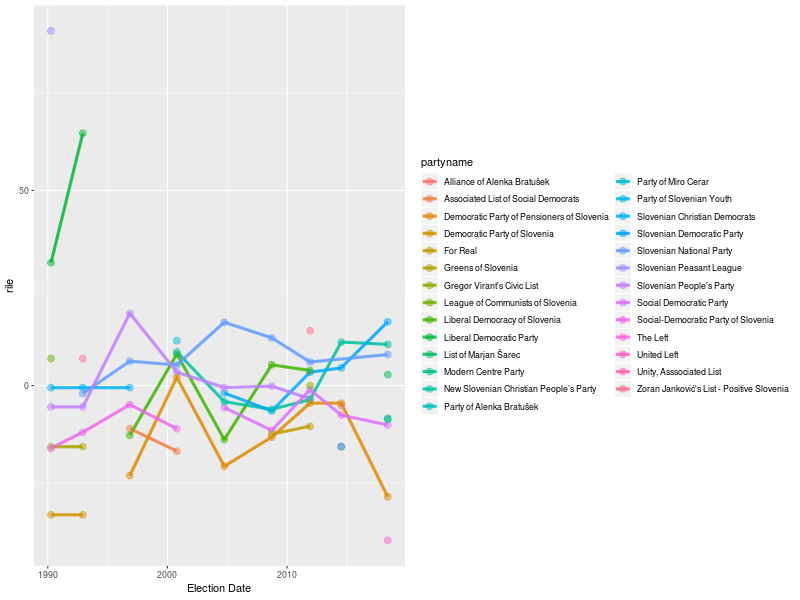 50
0
rile
1990
2000
2010
Election Date
partyname
Alliance of Alenka Bratušek
Associated List of Social Democrats
Democratic Party of Pensioners of Slovenia
Democratic Party of Slovenia
For Real
Greens of Slovenia
Gregor Virant's Civic List
League of Communists of Slovenia
Liberal Democracy of Slovenia
Liberal Democratic Party
List of Marjan Šarec
Modern Centre Party
New Slovenian Christian People's Party
Party of Alenka Bratušek
Party of Miro Cerar
Party of Slovenian Youth
Slovenian Christian Democrats
Slovenian Democratic Party
Slovenian National Party
Slovenian Peasant League
Slovenian People's Party
Social Democratic Party
Social-Democratic Party of Slovenia
The Left
United Left
Unity, Asssociated List
Zoran Janković's List - Positive Slovenia